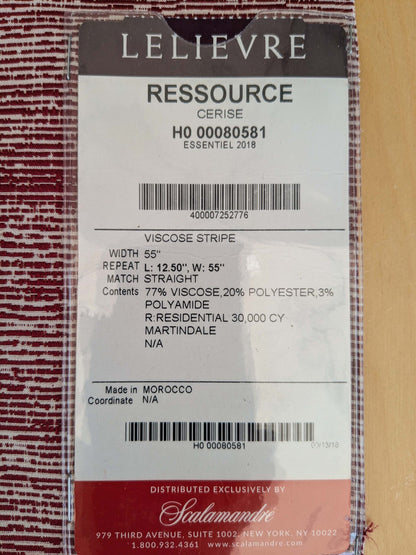 LELIEVRE
RESSOURCE
CERISE
H0 00080581
ESSENTIEL 2018
400007252776
VISCOSE STRIPE
WIDTH 55"
REPEAT L: 12.50", W: 55"
MATCH STRAIGHT
Contents 77% VISCOSE,20% POLYESTER,3%
POLYAMIDE
R:RESIDENTIAL 30,000 CY
MARTINDALE
N/A
Made in MOROCCO
Coordinate N/A
H0 00080581
DISTRIBUTED EXCLUSIVELY BY
Scalamandré
979 THIRD AVENUE, SUITE 1002, NEW YORK, NY 10022
1.800.932.4361 www.scalamandre.com